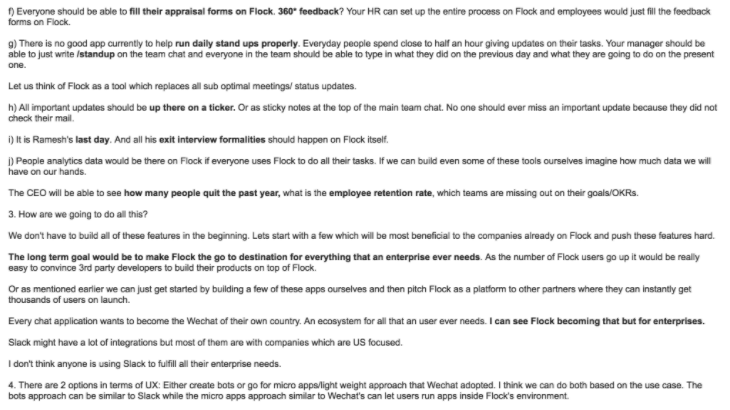 f) Everyone should be able to fill their appraisal forms on Flock. 360° feedback? Your HR can set up the entire process on Flock and employees would just fill the feedback
forms on Flock.
g) There is no good app currently to help run daily stand ups properly. Everyday people spend close to half an hour giving updates on their tasks. Your manager should be
able to just write /standup on the team chat and everyone in the team should be able to type in what they did on the previous day and what they are going to do on the present
one.
Let us think of Flock as a tool which replaces all sub optimal meetings/ status updates.
h) All important updates should be up there on a ticker. Or as sticky notes at the top of the main team chat. No one should ever miss an important update because they did not
check their mail.
i) It is Ramesh's last day. And all his exit interview formalities should happen on Flock itself.
j) People analytics data would be there on Flock if everyone uses Flock to do all their tasks. If we can build even some of these tools ourselves imagine how much data we will
have on our hands.
The CEO will be able to see how many people quit the past year, what is the employee retention rate, which teams are missing out on their goals/OKRs.
3. How are we going to do all this?
We don't have to build all of these features in the beginning. Lets start with a few which will be most beneficial to the companies already on Flock and push these features hard.
The long term goal would be to make Flock the go to destination for everything that an enterprise ever needs. As the number of Flock users go up it would be really
easy to convince 3rd party developers to build their products on top of Flock.
Or as mentioned earlier we can just get started by building a few of these apps ourselves and then pitch Flock as a platform to other partners where they can instantly get
thousands of users on launch.
Every chat application wants to become the Wechat of their own country. An ecosystem for all that an user ever needs. I can see Flock becoming that but for enterprises.
Slack might have a lot of integrations but most of them are with companies which are US focused.
I don't think anyone is using Slack to fulfill all their enterprise needs.
4. There are 2 options in terms of UX: Either create bots or go for micro apps/light weight approach that Wechat adopted. I think we can do both based on the use case. The
bots approach can be similar to Slack while the micro apps approach similar to Wechat's can let users run apps inside Flock's environment.